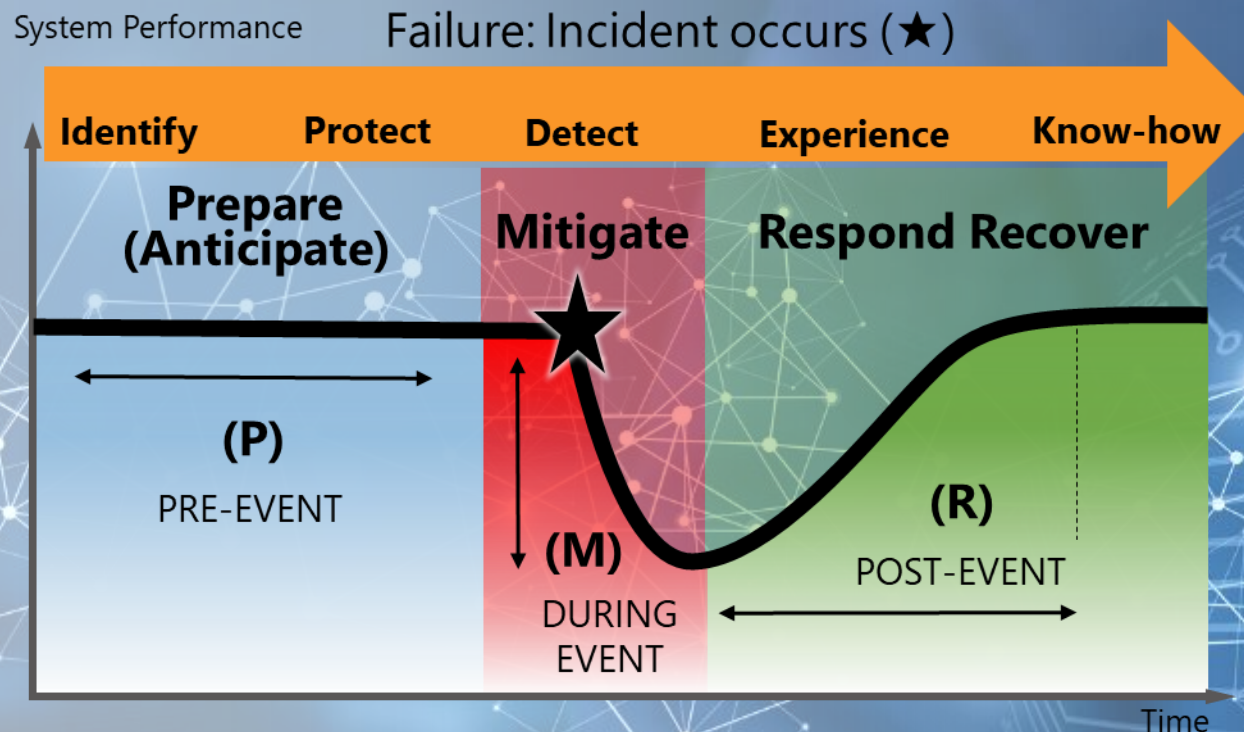 System Performance
Failure: Incident occurs (★)
Identify Protect Detect Experience Know-how
Prepare
(Anticipate)
Mitigate
Respond Recover
(P)
PRE-EVENT
(M)
DURING
EVENT
(R)
POST-EVENT
Time